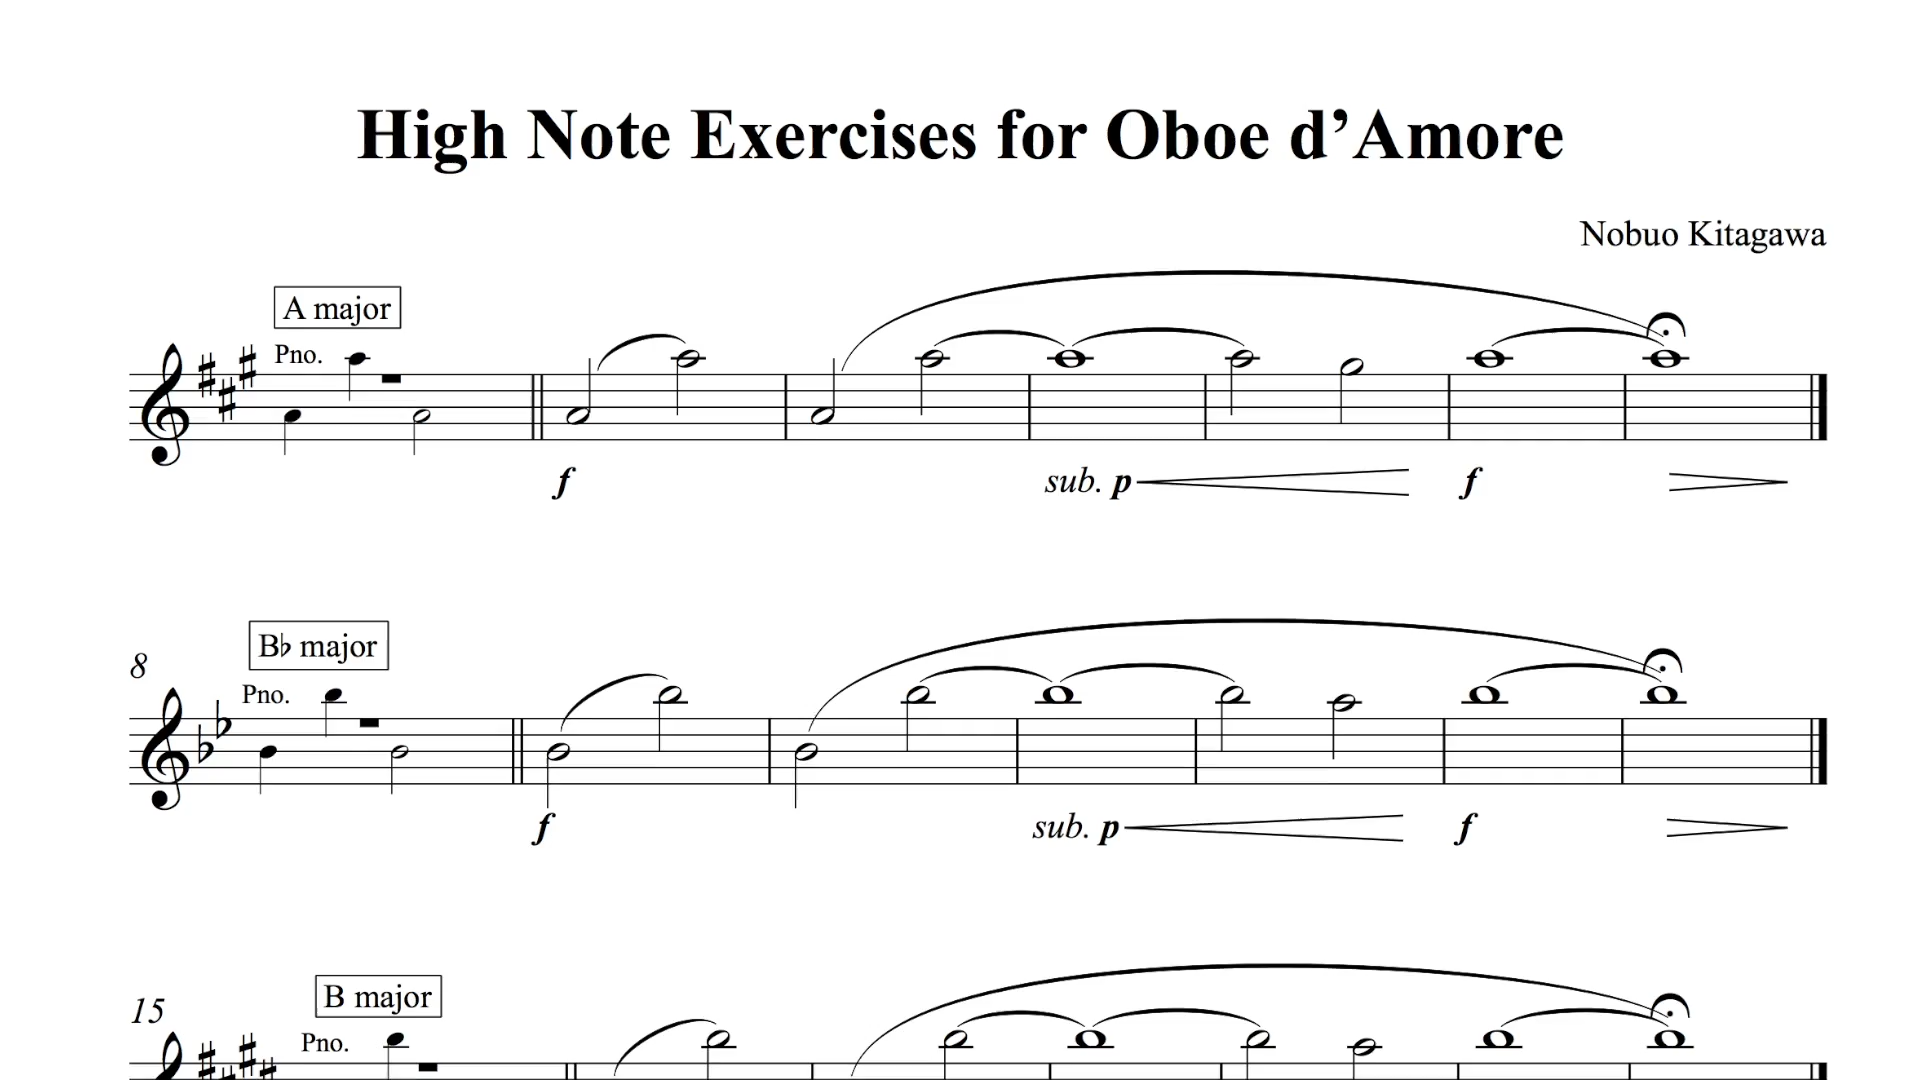 High Note Exercises for Oboe d’Amore
Nobuo Kitagawa
A major
Pno.
f
sub. p
f
B♭ major
8
Pno.
f
sub. p
f
B major
15
Pno.